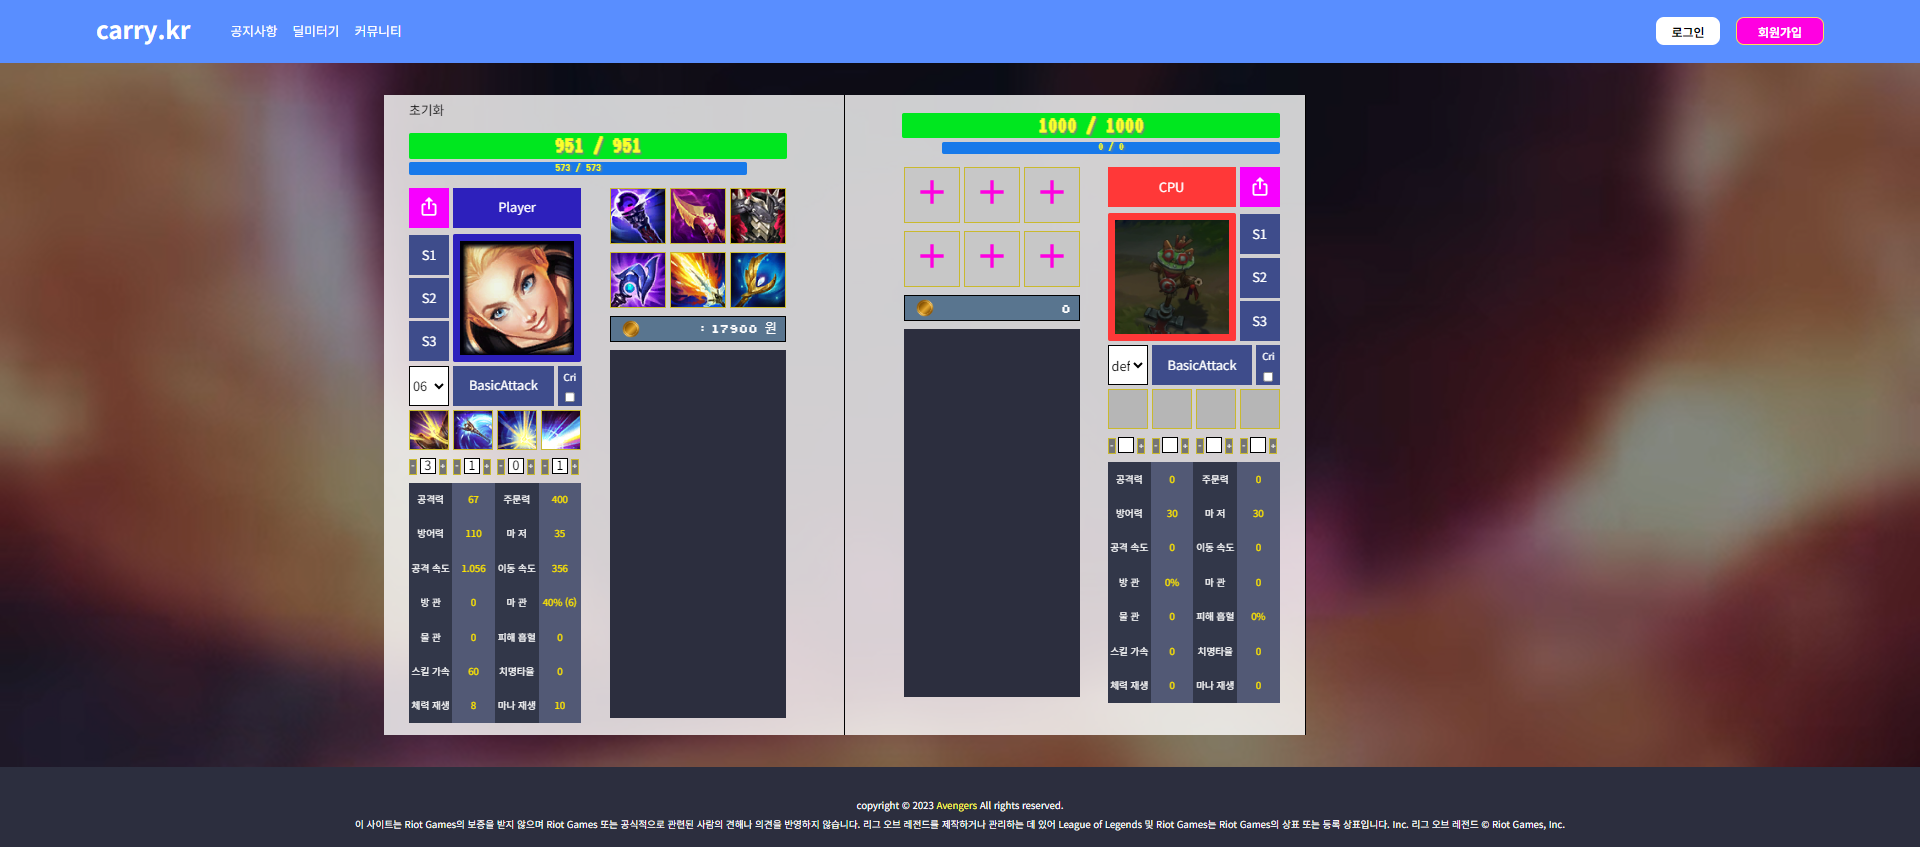 carry.kr 공지사항 딜미터기 커뮤니티 로그인 회원가입
초기화
951 / 951
573 / 573
Player
S1
S2
S3
06 BasicAttack Cri
- 3 + - 1 + - 0 + - 1 +
공격력 67 주문력 400
방어력 110 마 저 35
공격 속도 1.056 이동 속도 356
방 관 0 마 관 40% (6)
물 관 0 피해 흡혈 0
스킬 가속 60 치명타율 0
체력 재생 8 마나 재생 10
: 17900 원
1000 / 1000
0 / 0
+ + +
+ + +
0
CPU
S1
S2
S3
def BasicAttack Cri
- + - + - + - +
공격력 0 주문력 0
방어력 30 마 저 30
공격 속도 0 이동 속도 0
방 관 0% 마 관 0
물 관 0 피해 흡혈 0%
스킬 가속 0 치명타율 0
체력 재생 0 마나 재생 0
copyright © 2023 Avengers All rights reserved.
이 사이트는 Riot Games의 보증을 받지 않으며 Riot Games 또는 공식적으로 관련된 사람의 견해나 의견을 반영하지 않습니다. 리그 오브 레전드를 제작하거나 관리하는 데 있어 League of Legends 및 Riot Games는 Riot Games의 상표 또는 등록 상표입니다. Inc. 리그 오브 레전드 © Riot Games, Inc.